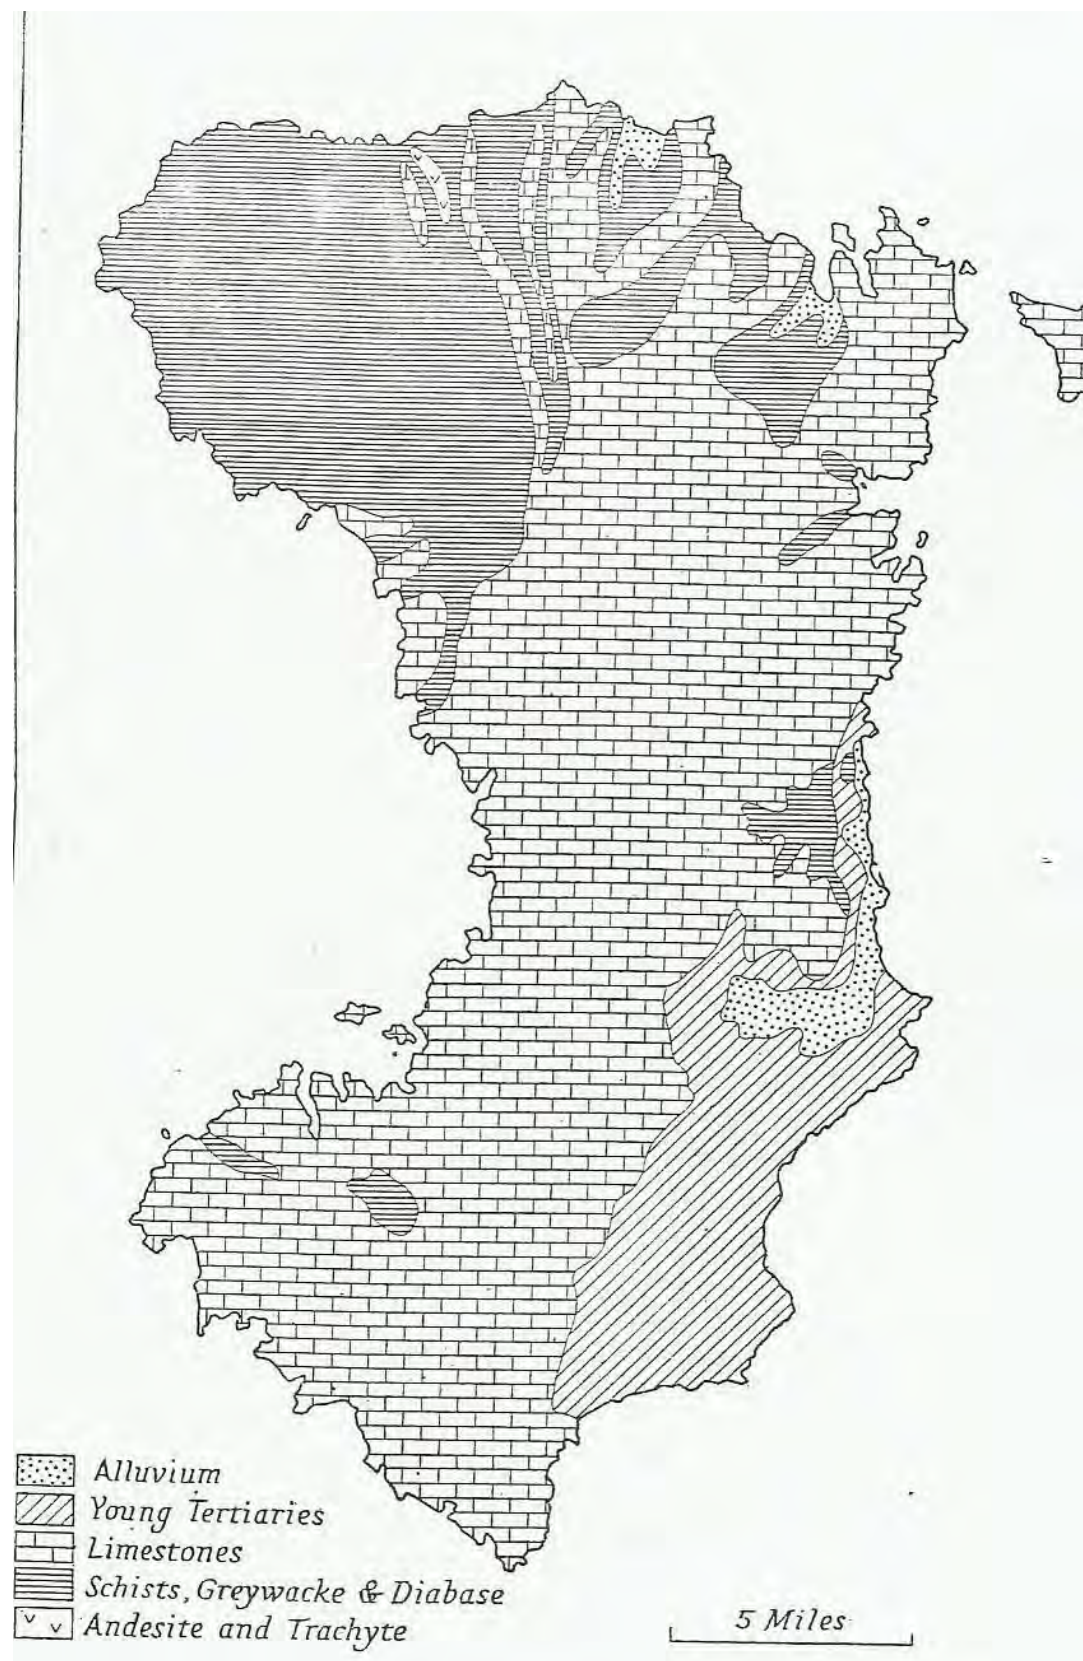 Alluvium
Young Tertiaries
Limestones
Schists, Greywacke & Diabase
Andesite and Trachyte
5 Miles